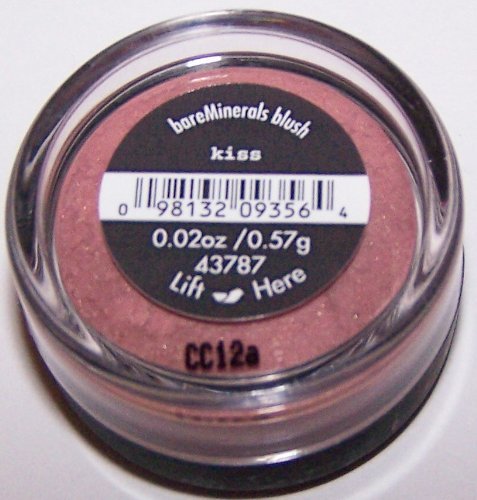 bareMinerals blush
kiss
0 98132 09356 4
0.02oz / 0.57g
43787
Lift Here
CC12a